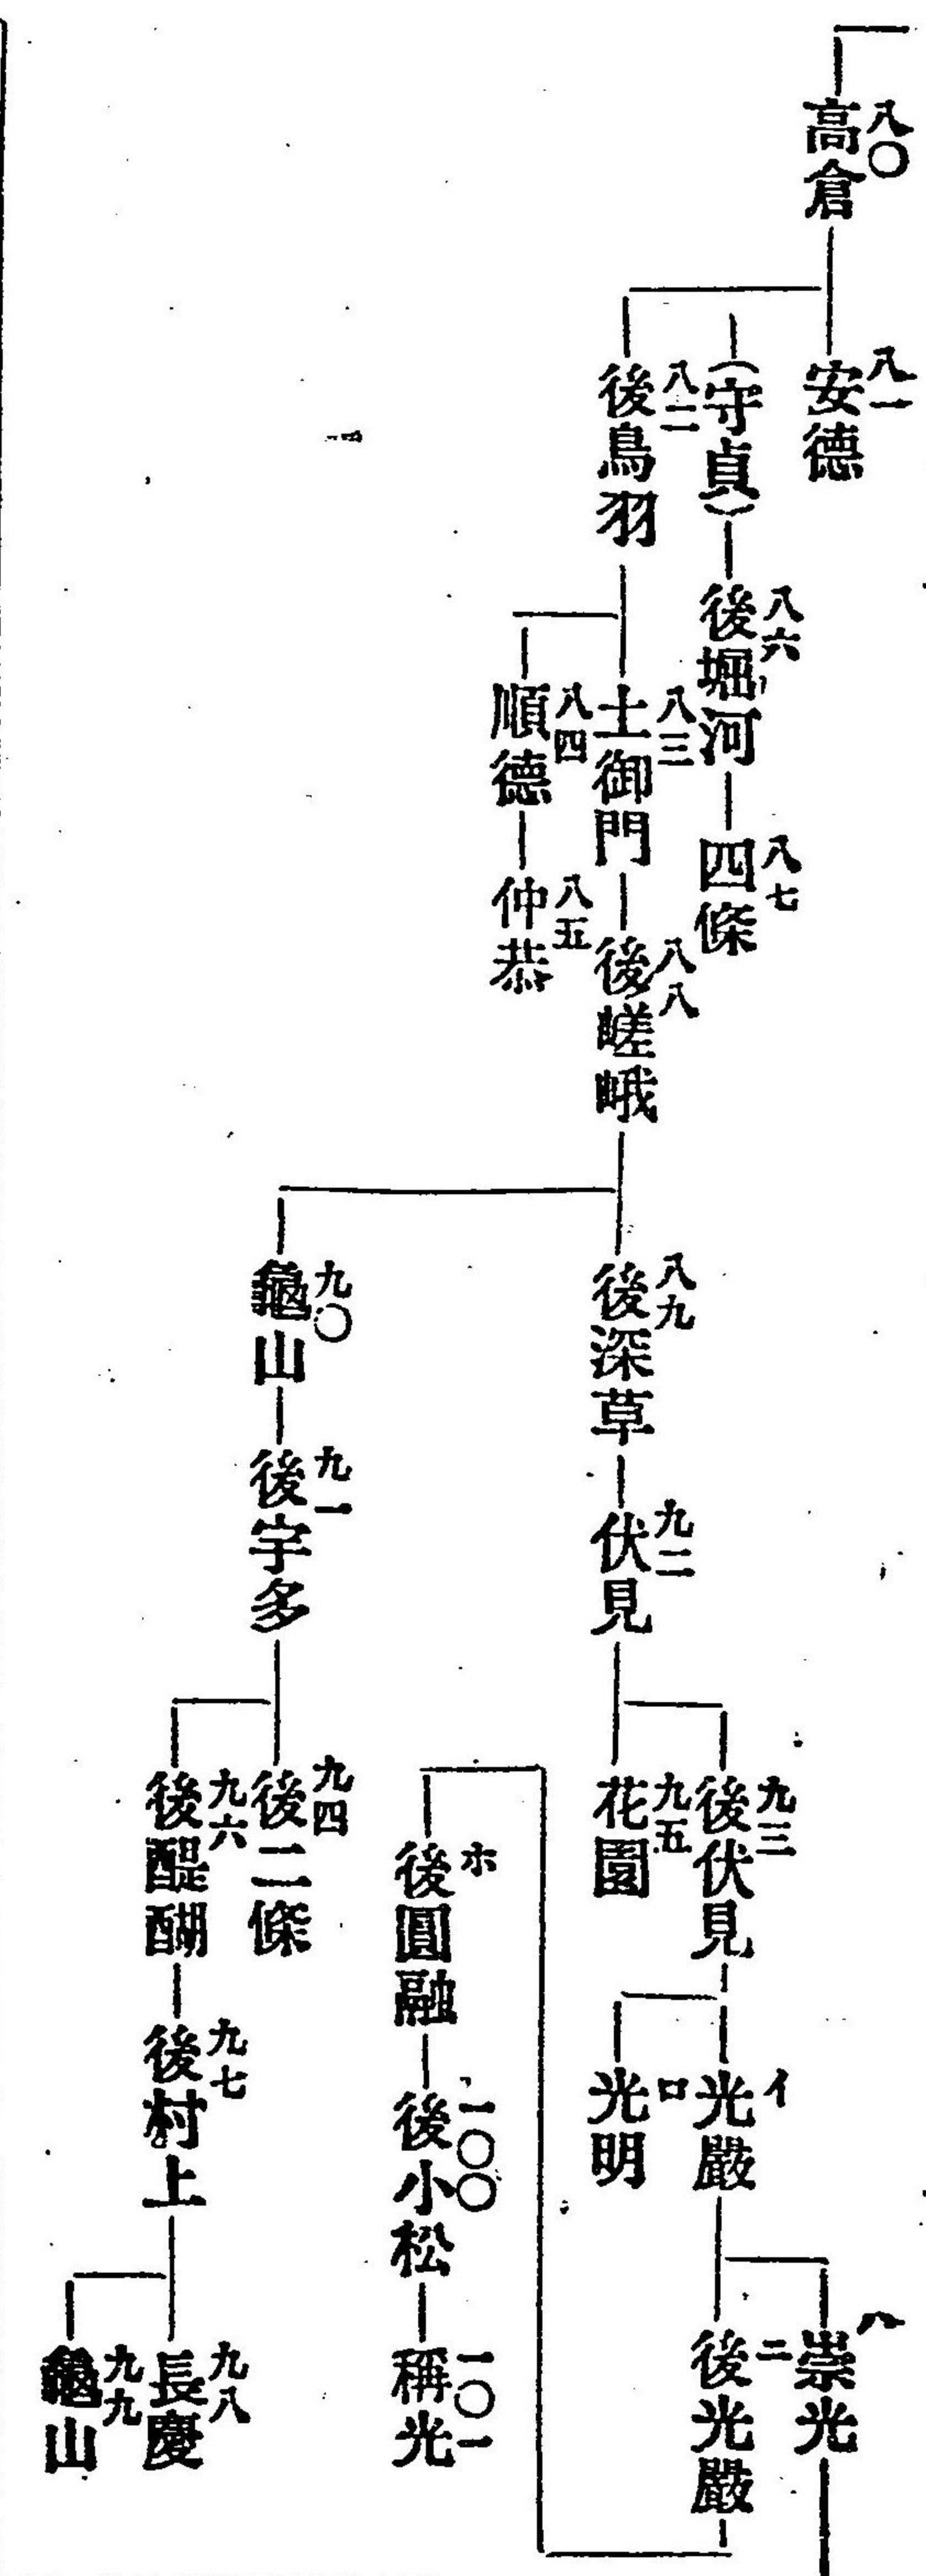 八〇
高倉
八一
安德
(守貞)
八六
後堀河
八七
四條
八二
後鳥羽
八三
土御門
八八
後嵯峨
八四
順德
八五
仲恭
八九
後深草
九二
伏見
九三
後伏見
イ
光嚴
ハ
崇光
ニ
後光嚴
ロ
光明
九五
花園
ホ
後圓融
一〇〇
後小松
一〇一
稱光
九〇
龜山
九一
後宇多
九四
後二條
九六
後醍醐
九七
後村上
九八
長慶
九九
龜山